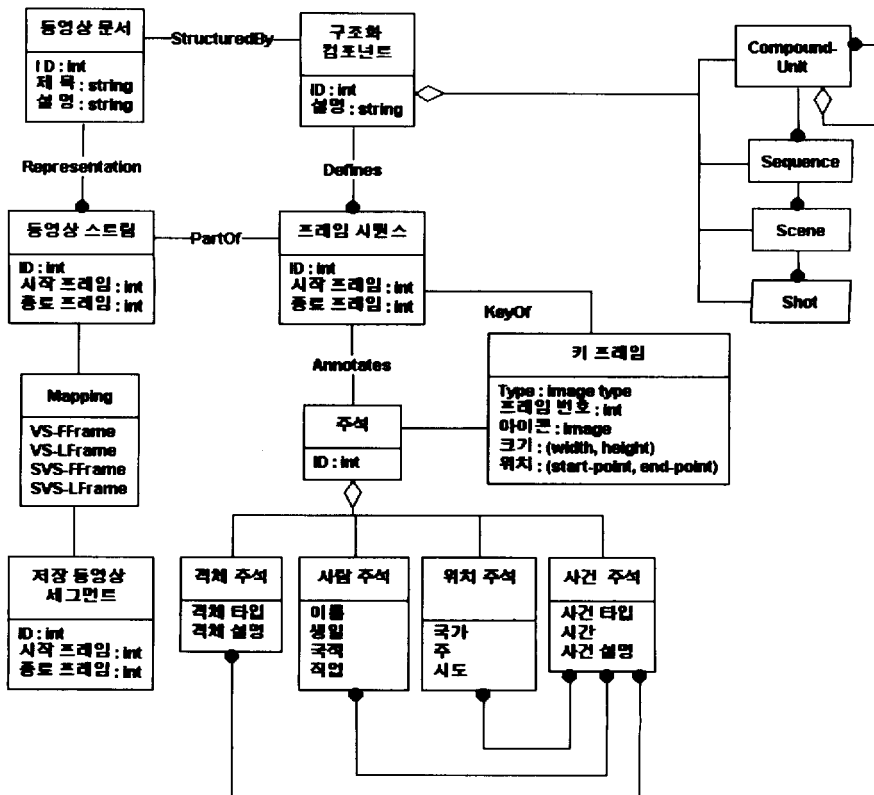 동영상 문서
ID : int
제 목 : string
설 명 : string
StructuredBy
구조화
컴포넌트
ID : int
설명 : string
Compound-
Unit
Sequence
Scene
Shot
Representation
Defines
동영상 스트림
ID : int
시작 프레임 : int
종료 프레임 : int
PartOf
프레임 시퀀스
ID : int
시작 프레임 : int
종료 프레임 : int
KeyOf
Annotates
키 프레임
Type : image type
프레임 번호 : int
아이콘 : image
크기 : (width, height)
위치 : (start-point, end-point)
Mapping
VS-FFrame
VS-LFrame
SVS-FFrame
SVS-LFrame
주석
ID : int
저장 동영상
세그먼트
ID : int
시작 프레임 : int
종료 프레임 : int
객체 주석
객체 타입
객체 설명
사람 주석
이름
생일
국적
직업
위치 주석
국가
주
시도
사건 주석
사건 타입
시간
사건 설명